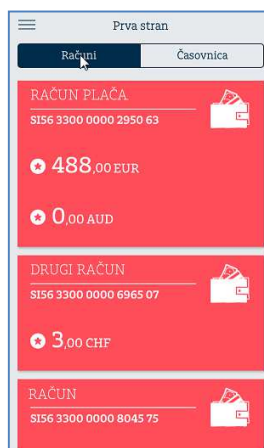 Prva stran
Računi
Časovnica
RAČUN PLAČA
SI56 3300 0000 2950 63
488,00 EUR
0,00 AUD
DRUGI RAČUN
SI56 3300 0000 6965 07
3,00 CHF
RAČUN
SI56 3300 0000 8045 75